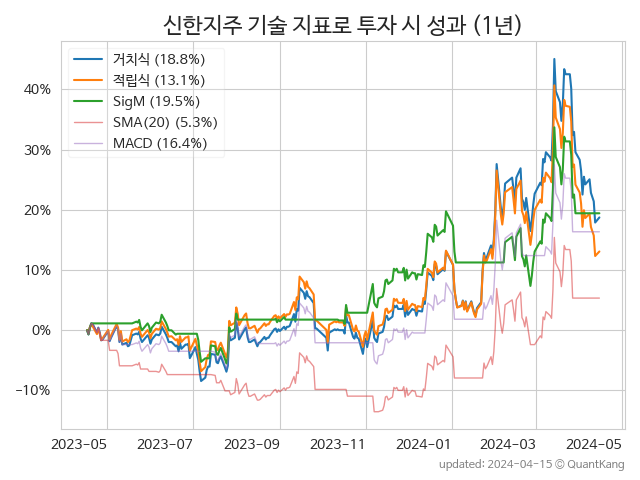 신한지주 기술 지표로 투자 시 성과 (1년)
거치식 (18.8%)
적립식 (13.1%)
SigM (19.5%)
SMA(20) (5.3%)
MACD (16.4%)
40%
30%
20%
10%
0%
−10%
2023-05 2023-07 2023-09 2023-11 2024-01 2024-03 2024-05
updated: 2024-04-15 © QuantKang